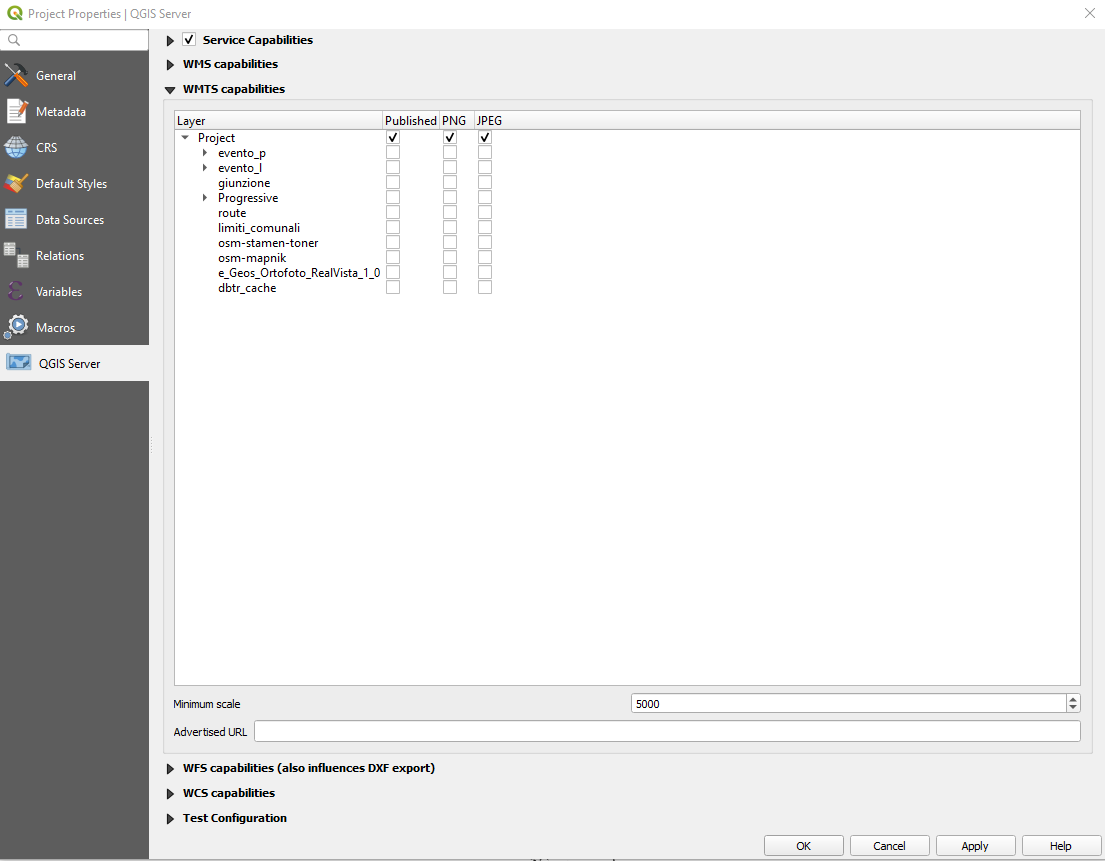 Project Properties | QGIS Server
General
Metadata
CRS
Default Styles
Data Sources
Relations
Variables
Macros
QGIS Server
Service Capabilities
WMS capabilities
WMTS capabilities
Layer Published PNG JPEG
Project
evento_p
evento_l
giunzione
Progressive
route
limiti_comunali
osm-stamen-toner
osm-mapnik
e_Geos_Ortofoto_RealVista_1_0
dbtr_cache
Minimum scale 5000
Advertised URL
WFS capabilities (also influences DXF export)
WCS capabilities
Test Configuration
OK Cancel Apply Help